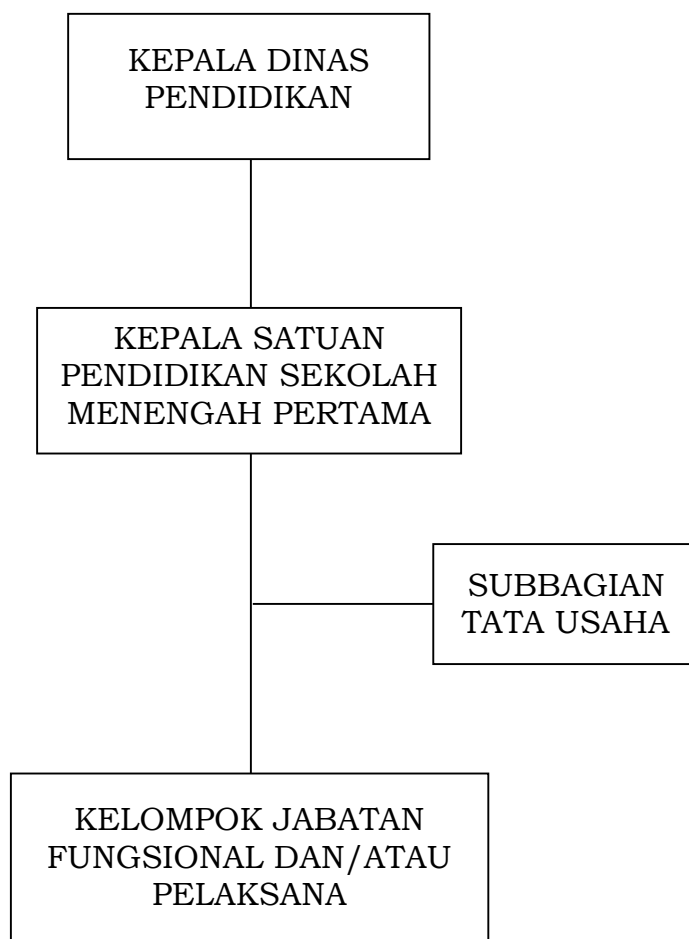 KEPALA DINAS
PENDIDIKAN
KEPALA SATUAN
PENDIDIKAN SEKOLAH
MENENGAH PERTAMA
SUBBAGIAN
TATA USAHA
KELOMPOK JABATAN
FUNGSIONAL DAN/ATAU
PELAKSANA